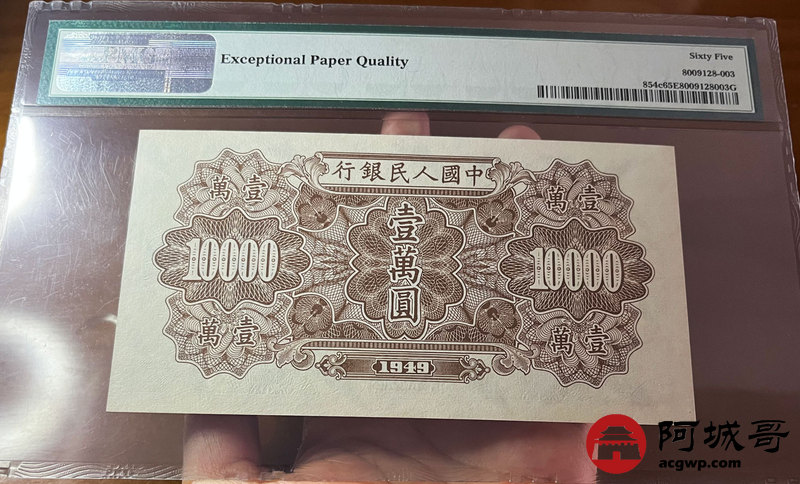 Exceptional Paper Quality
Sixty Five
8009128-003
854c65E8009128003G
中國人民銀行
壹萬
壹萬
10000
壹萬圓
10000
壹萬
壹萬
1949
阿城哥
acgwp.com